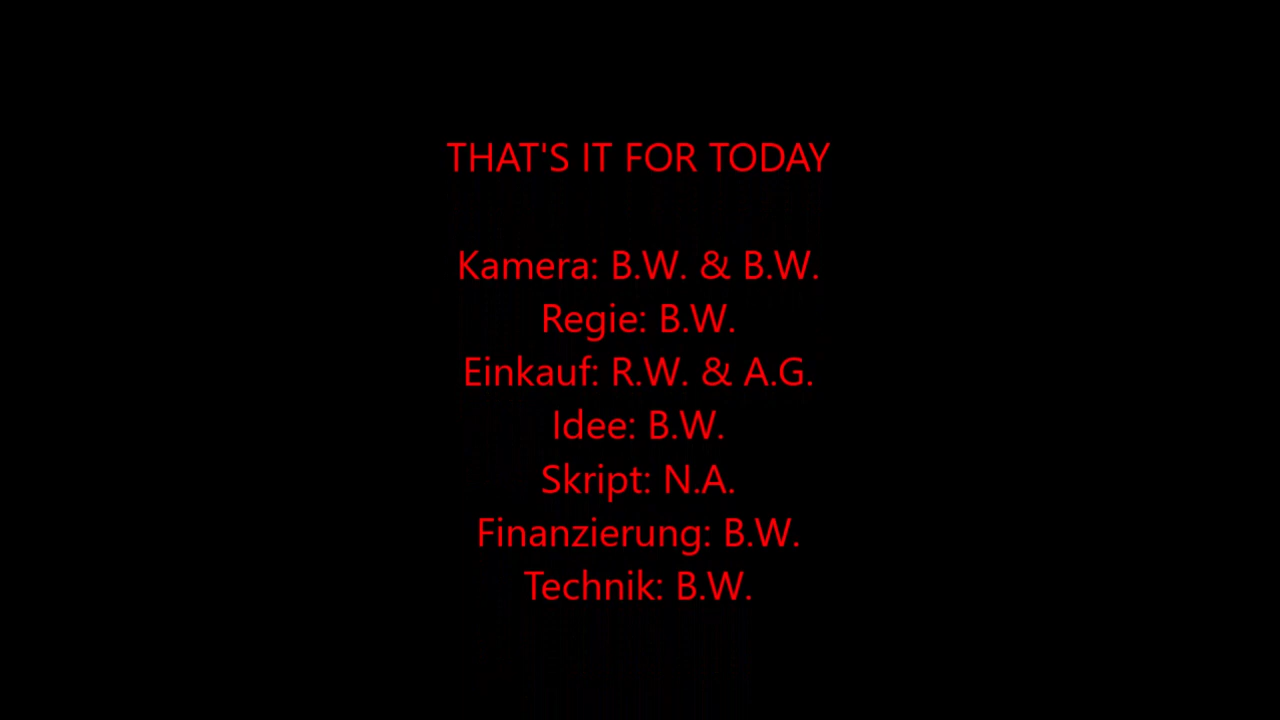 THAT'S IT FOR TODAY
Kamera: B.W. & B.W.
Regie: B.W.
Einkauf: R.W. & A.G.
Idee: B.W.
Skript: N.A.
Finanzierung: B.W.
Technik: B.W.